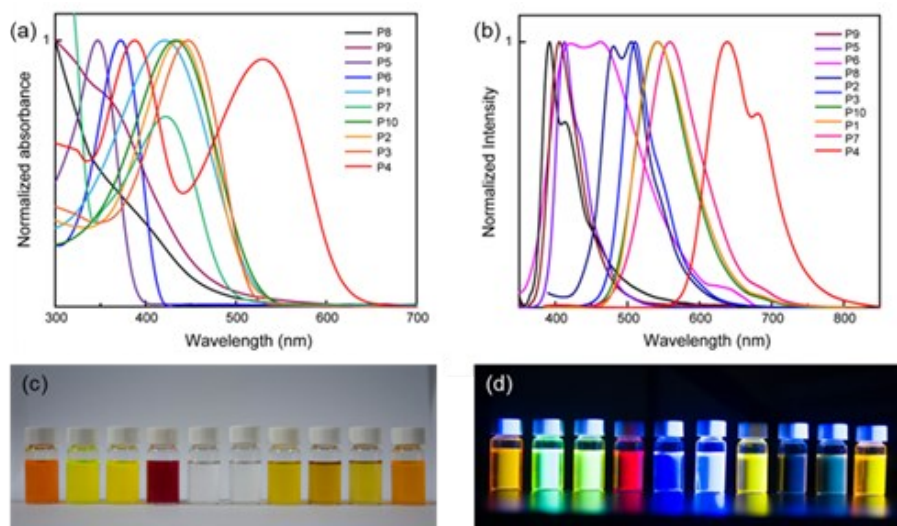 (a)
Normalized absorbance
1
P8
P9
P5
P6
P1
P7
P10
P2
P3
P4
300
400
500
600
700
Wavelength (nm)
(b)
Normalized Intensity
1
P9
P5
P6
P8
P2
P3
P10
P1
P7
P4
400
500
600
700
800
Wavelength (nm)
(c)
(d)